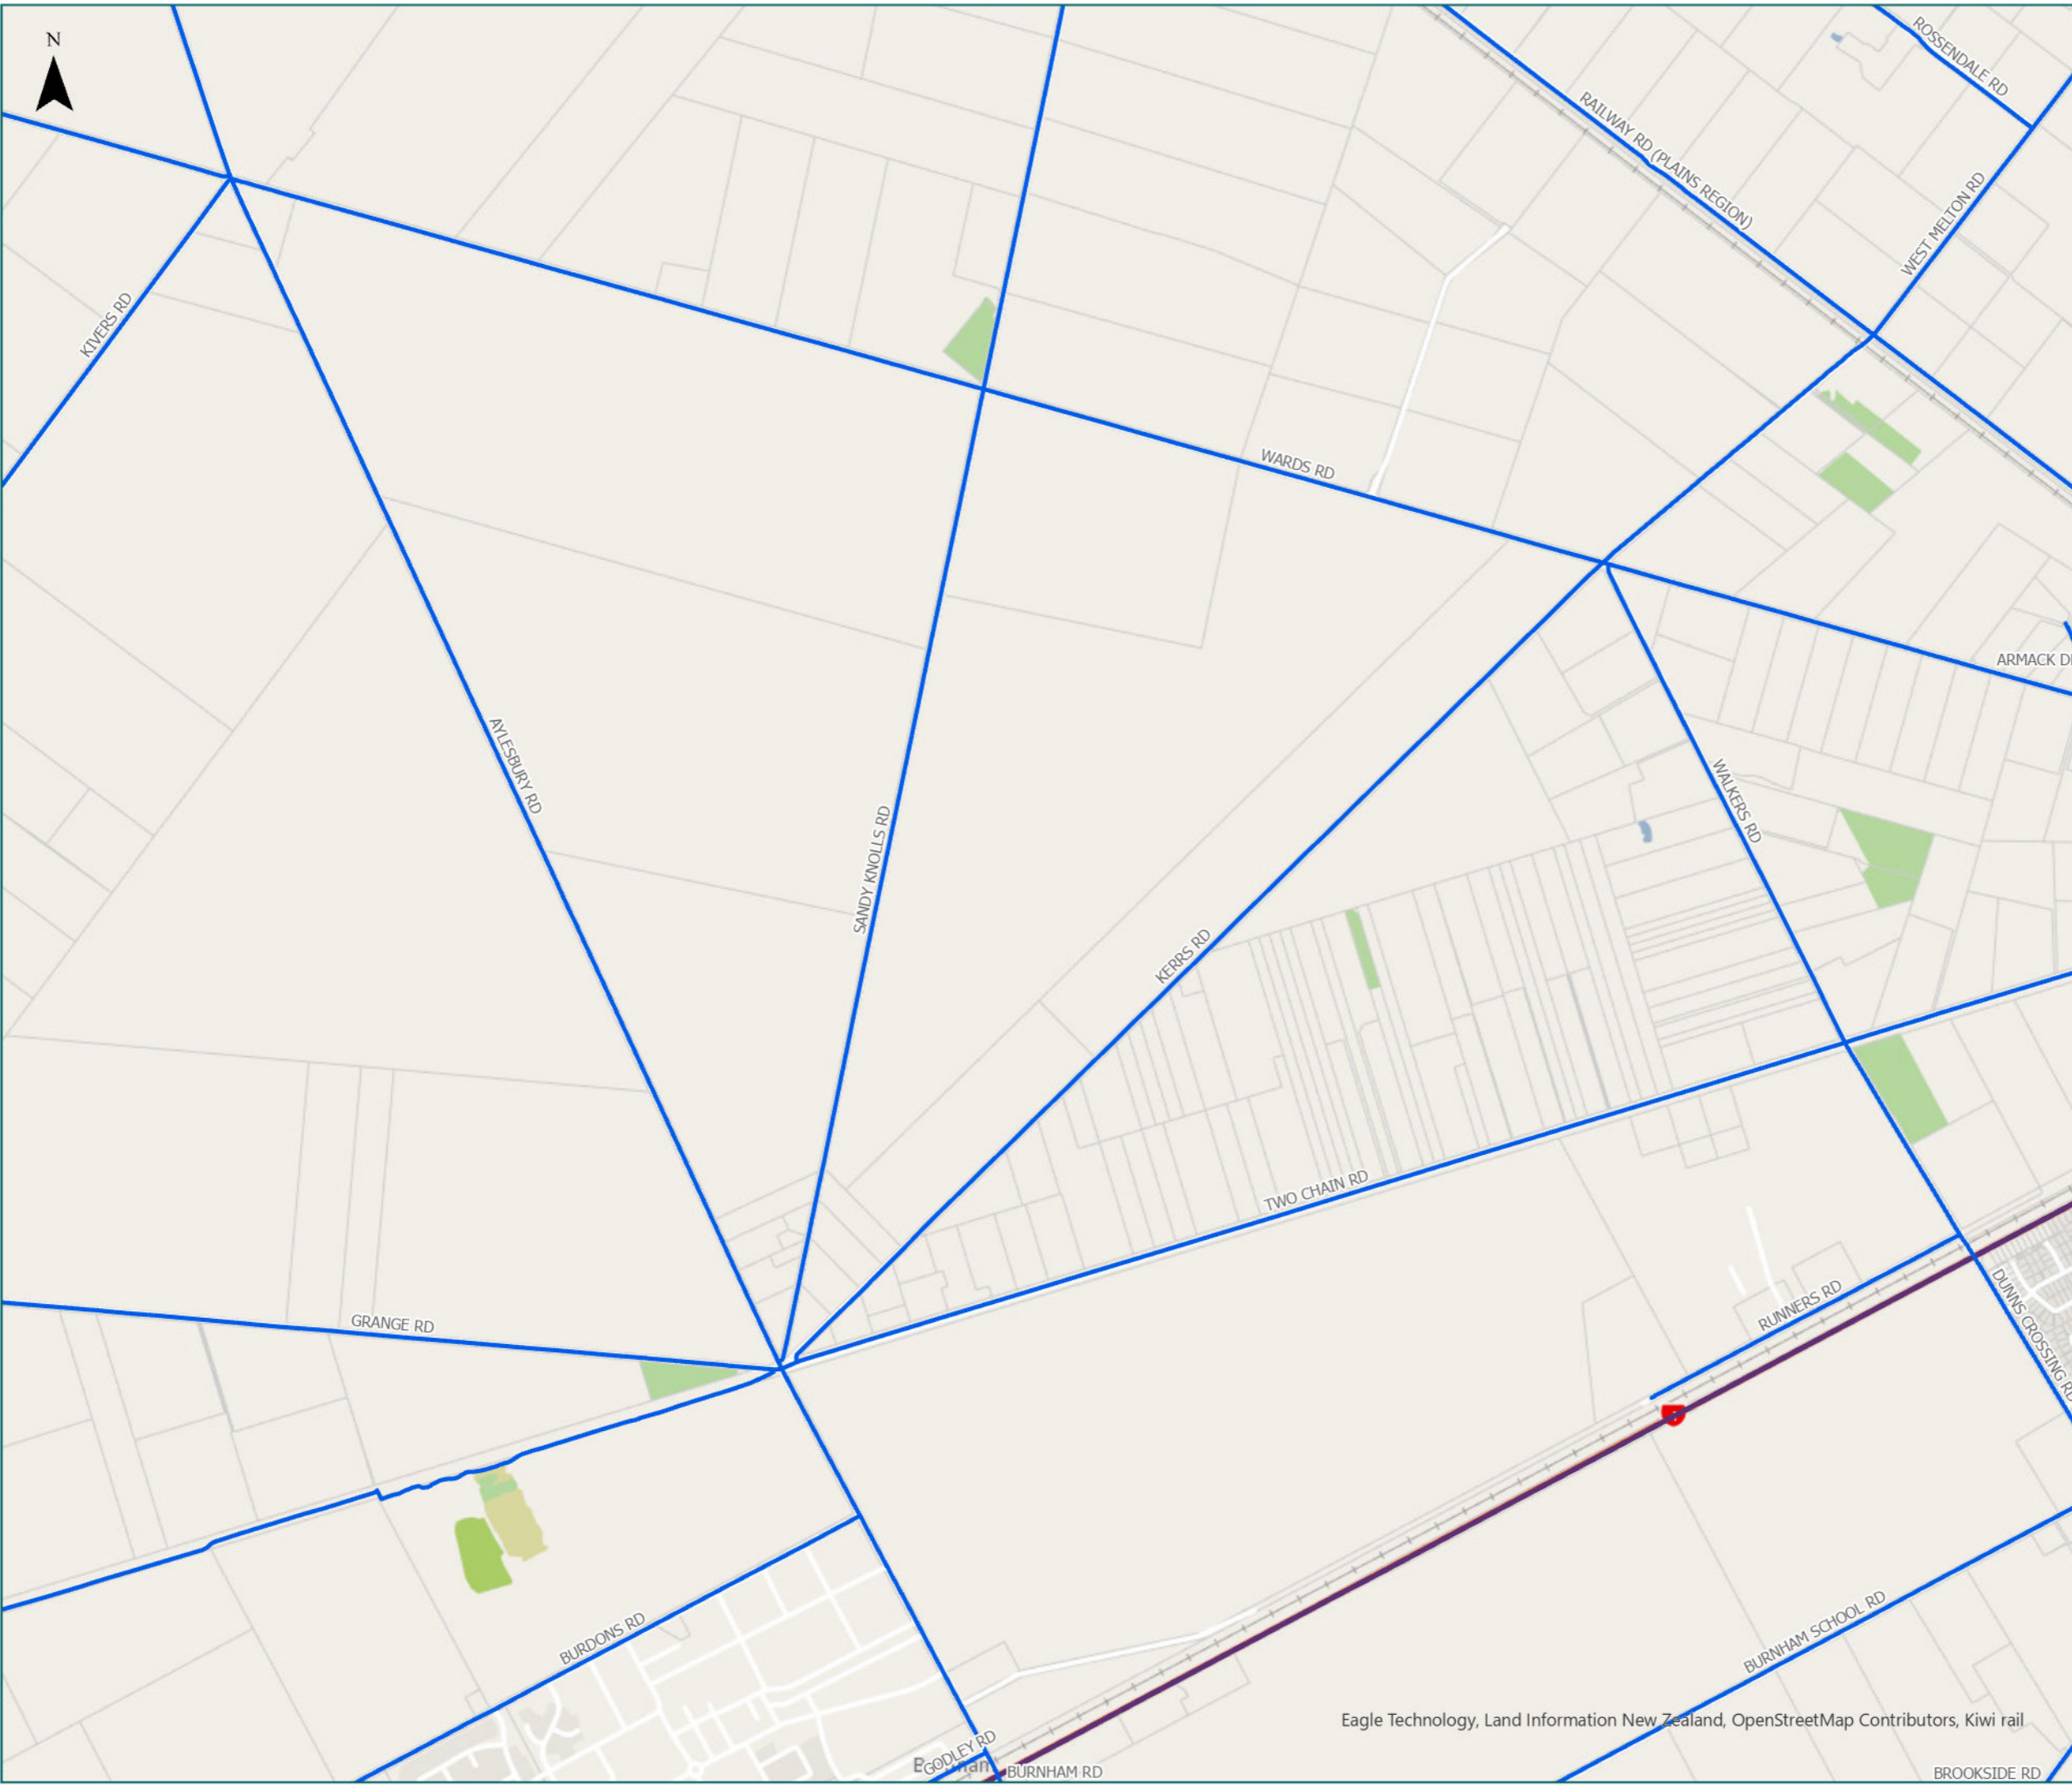 N
ROSSENDALE RD
RAILWAY RD (PLAINS REGION)
WEST MELTON RD
KIVERS RD
WARDS RD
ARMACK D
AYLESBURY RD
WALKERS RD
SANDY KNOLLS RD
KERRS RD
TWO CHAIN RD
DUNNS CROSSING RD
RUNNERS RD
GRANGE RD
BURDONS RD
BURNHAM SCHOOL RD
Eagle Technology, Land Information New Zealand, OpenStreetMap Contributors, Kiwi rail
GODLEY RD
BURNHAM RD
BROOKSIDE RD